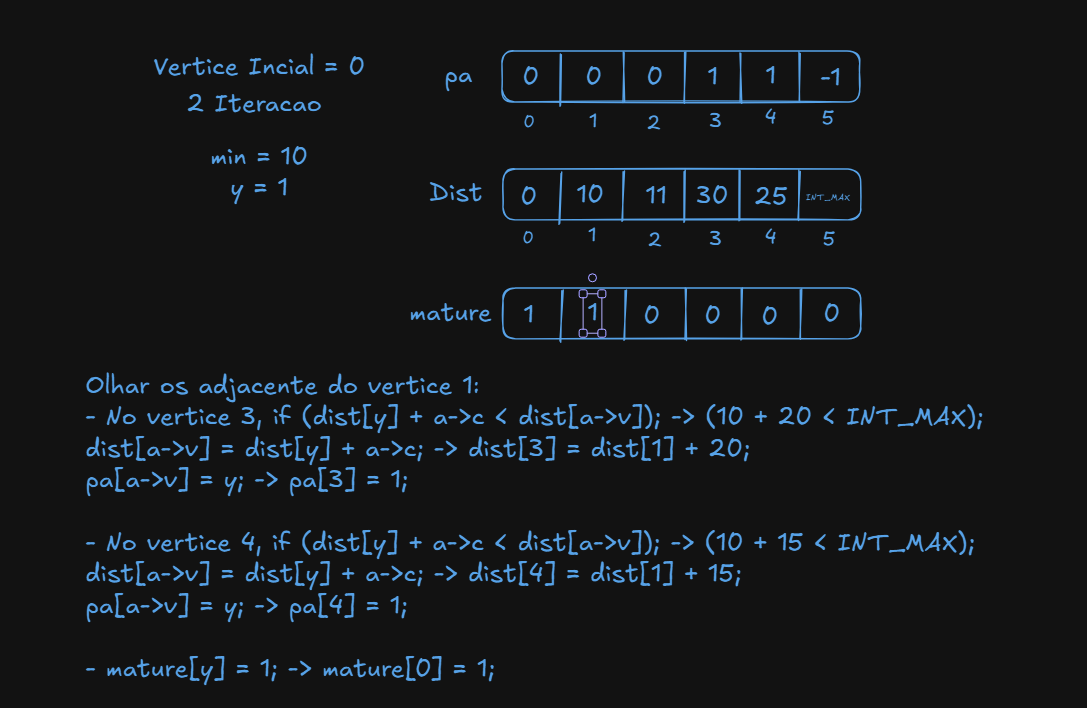 Vertice Incial = 0
2 Iteracao
min = 10
y = 1
pa
0 0 0 1 1 -1
0 1 2 3 4 5
Dist
0 10 11 30 25 INT_MAX
0 1 2 3 4 5
mature
1 1 0 0 0 0
Olhar os adjacente do vertice 1:
- No vertice 3, if (dist[y] + a->c < dist[a->v]); -> (10 + 20 < INT_MAX);
dist[a->v] = dist[y] + a->c; -> dist[3] = dist[1] + 20;
pa[a->v] = y; -> pa[3] = 1;
- No vertice 4, if (dist[y] + a->c < dist[a->v]); -> (10 + 15 < INT_MAX);
dist[a->v] = dist[y] + a->c; -> dist[4] = dist[1] + 15;
pa[a->v] = y; -> pa[4] = 1;
- mature[y] = 1; -> mature[0] = 1;